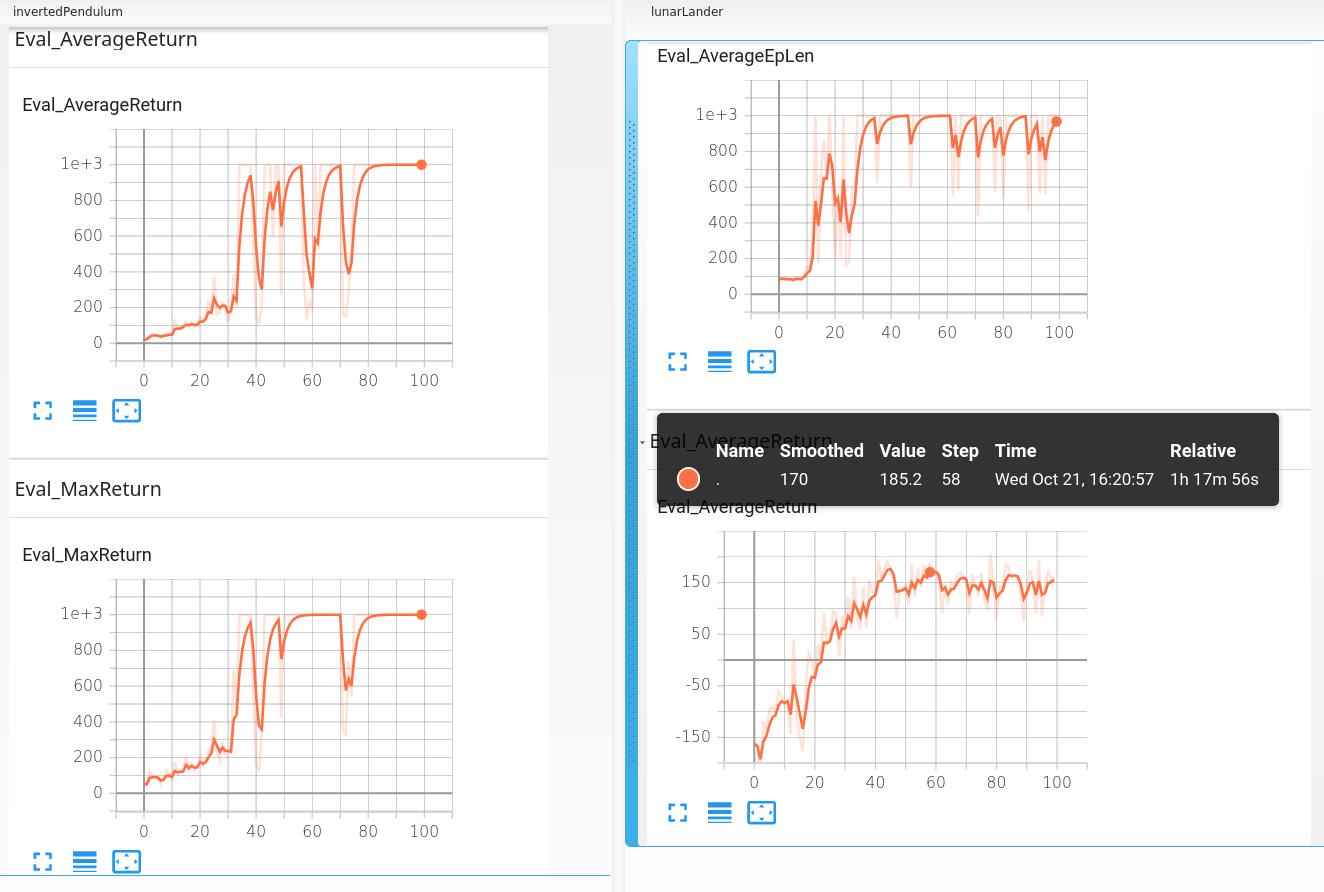 invertedPendulum
Eval_AverageReturn
Eval_AverageReturn
1e+3
800
600
400
200
0
0 20 40 60 80 100
Eval_MaxReturn
Eval_MaxReturn
1e+3
800
600
400
200
0
0 20 40 60 80 100
lunarLander
Eval_AverageEpLen
1e+3
800
600
400
200
0
0 20 40 60 80 100
Eval_AverageReturn
Name Smoothed Value Step Time Relative
. 170 185.2 58 Wed Oct 21, 16:20:57 1h 17m 56s
Eval_AverageReturn
150
50
-50
-150
0 20 40 60 80 100